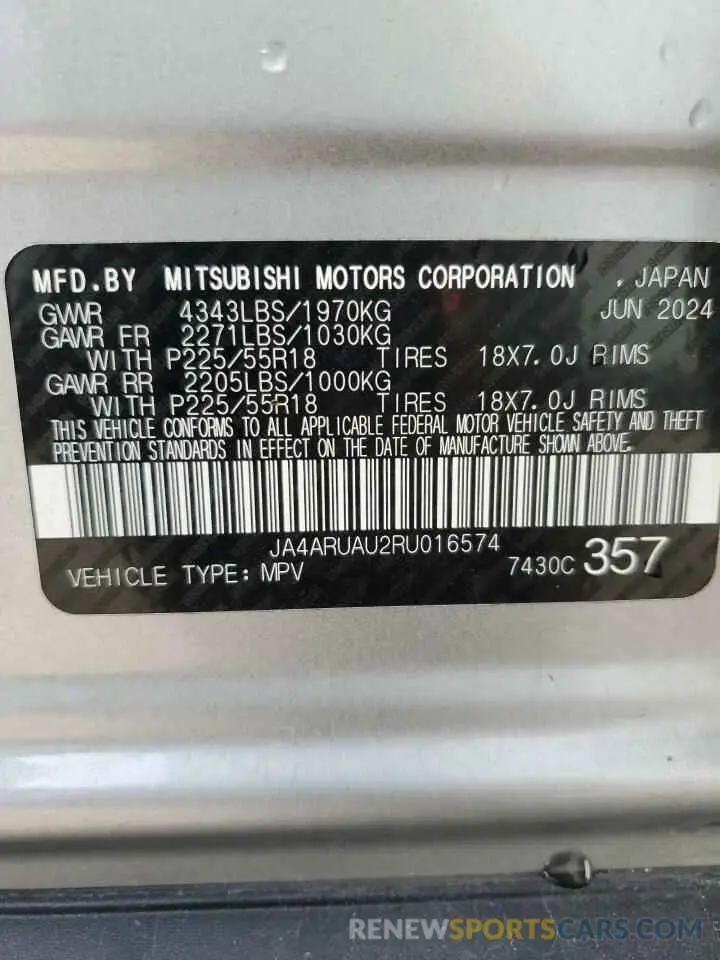 MFD.BY MITSUBISHI MOTORS CORPORATION , JAPAN
GVWR 4343LBS/1970KG JUN 2024
GAWR FR 2271LBS/1030KG
WITH P225/55R18 TIRES 18X7.0J RIMS
GAWR RR 2205LBS/1000KG
WITH P225/55R18 TIRES 18X7.0J RIMS
THIS VEHICLE CONFORMS TO ALL APPLICABLE FEDERAL MOTOR VEHICLE SAFETY AND THEFT
PREVENTION STANDARDS IN EFFECT ON THE DATE OF MANUFACTURE SHOWN ABOVE.
JA4ARUAU2RU016574
VEHICLE TYPE: MPV 7430C 357
RENEWSPORTSCARS.COM